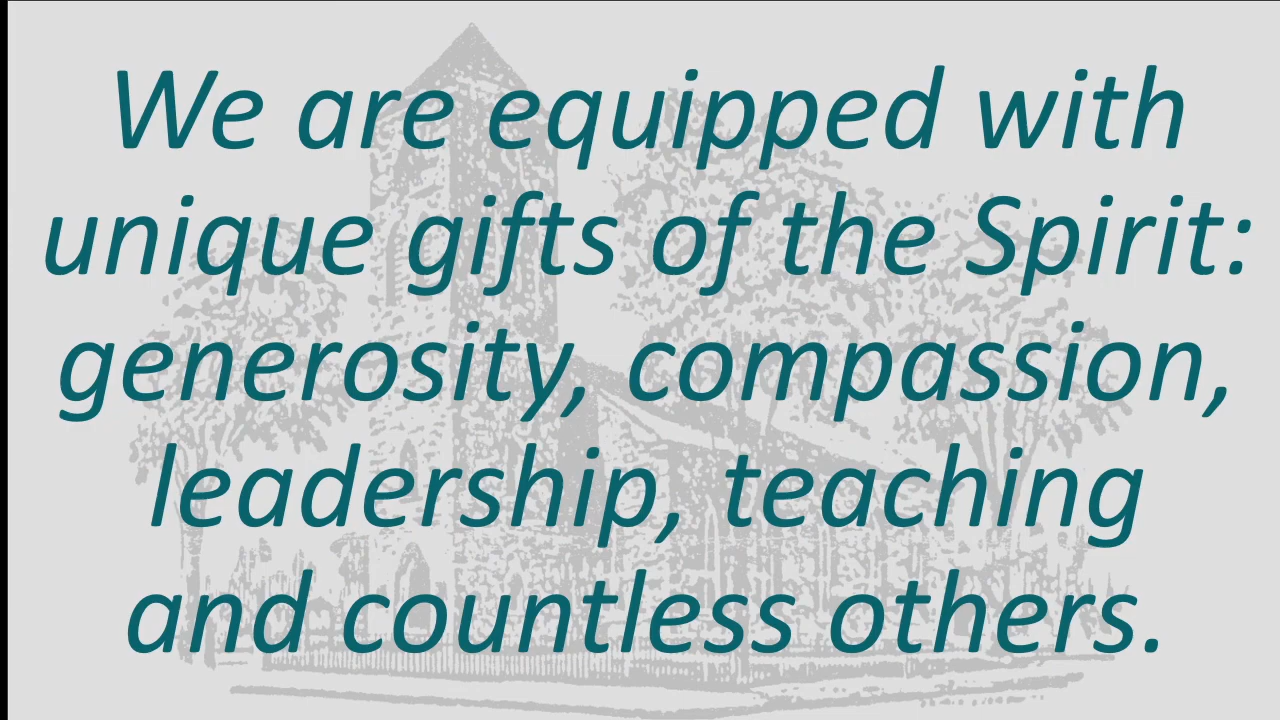 We are equipped with
unique gifts of the Spirit:
generosity, compassion,
leadership, teaching
and countless others.